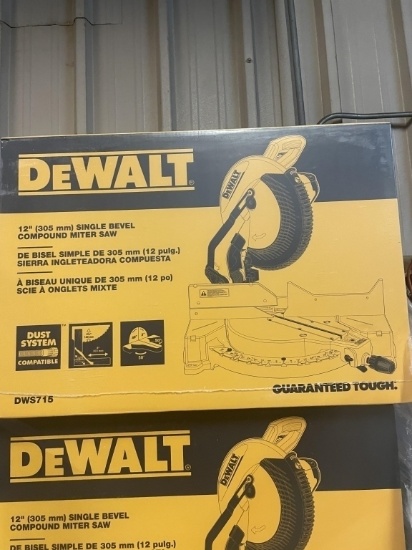 DEWALT
12" (305 mm) SINGLE BEVEL
COMPOUND MITER SAW
DE BISEL SIMPLE DE 305 mm (12 pulg.)
SIERRA INGLETEADORA COMPUESTA
À BISEAU UNIQUE DE 305 mm (12 po)
SCIE À ONGLETS MIXTE
DEWALT
DUST
SYSTEM
COMPATIBLE
DWS715
GUARANTEED TOUGH.
DEWALT
12" (305 mm) SINGLE BEVEL
COMPOUND MITER SAW
DE BISEL SIMPLE DE 305 mm (12 pulg.)
DEWALT